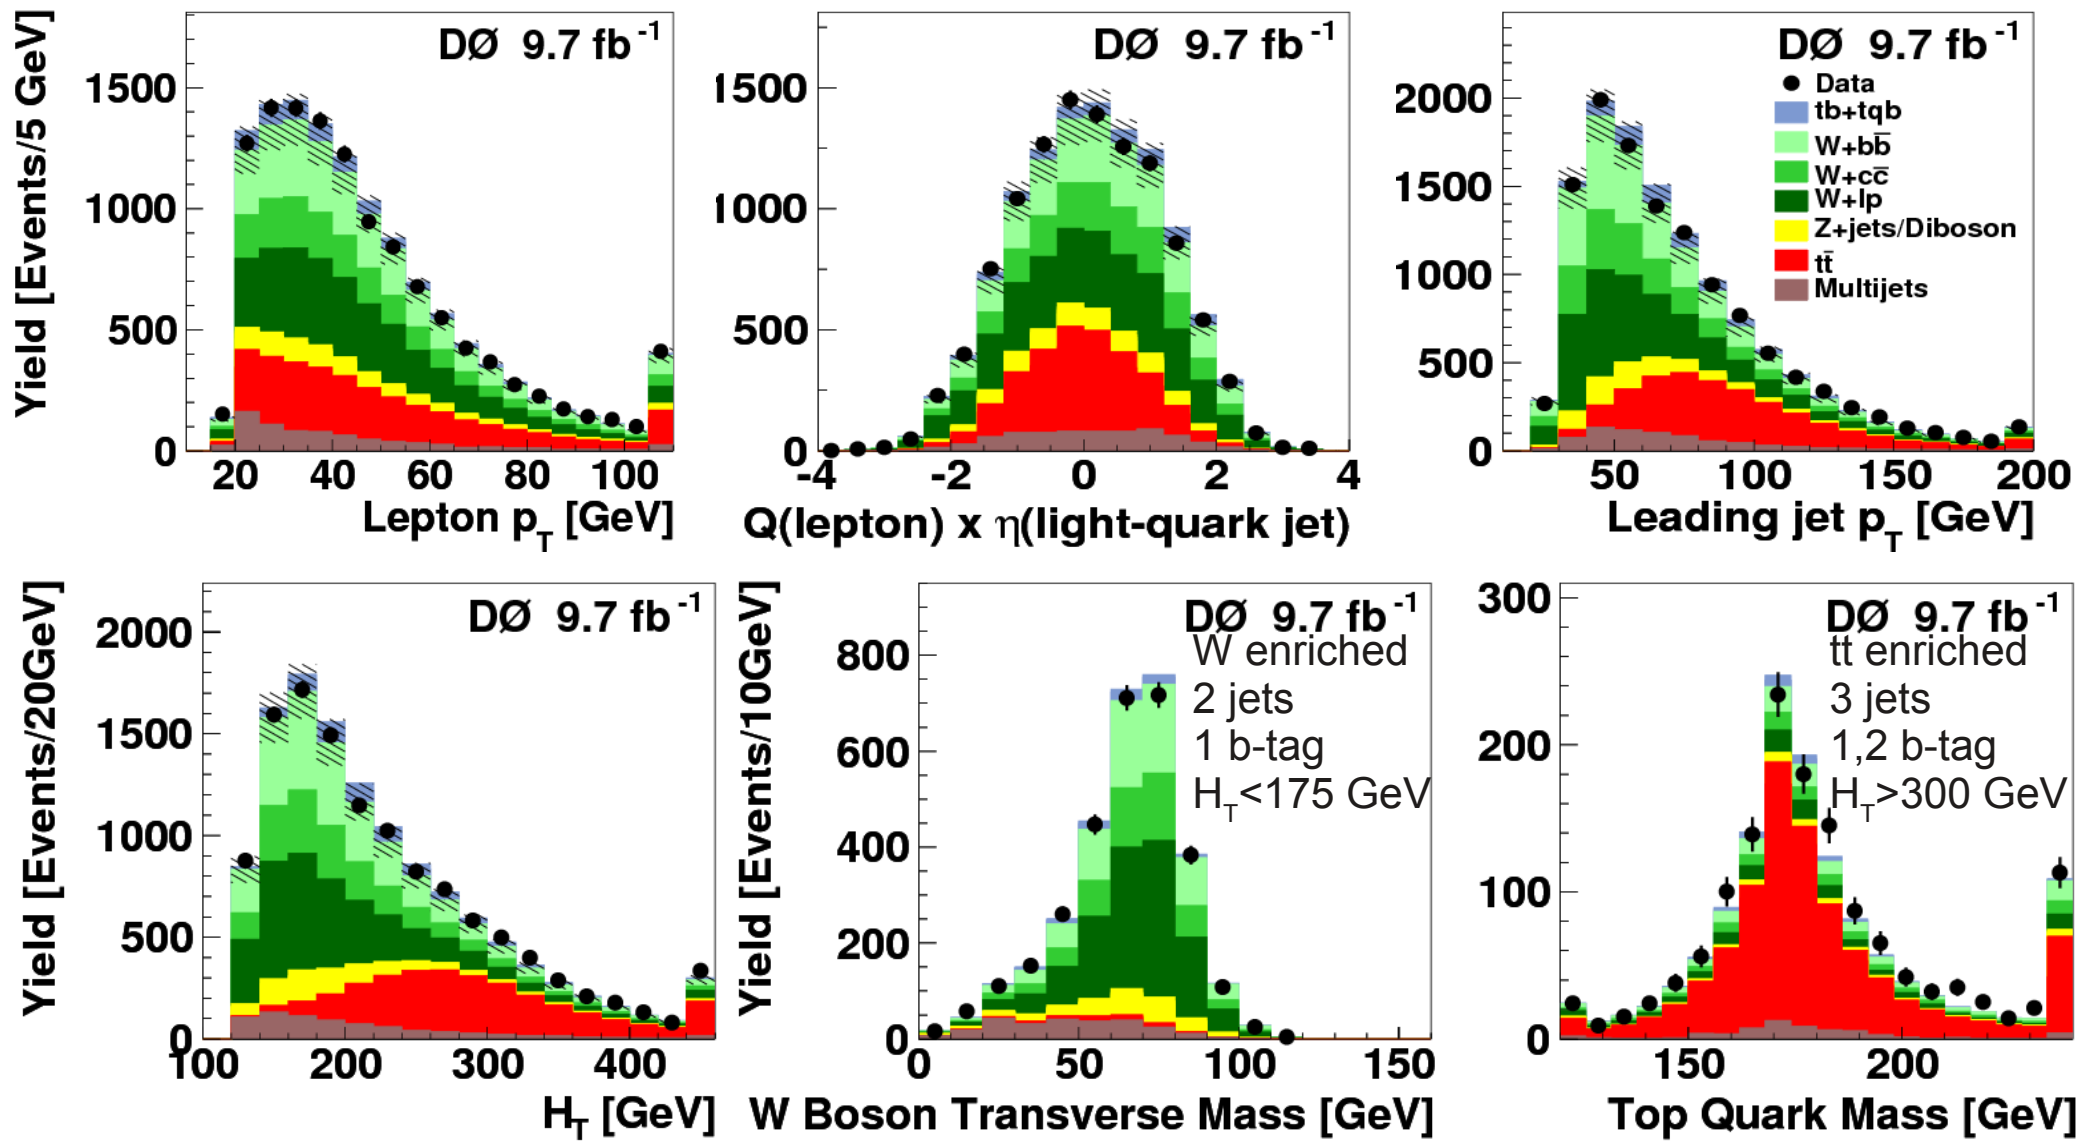 Yield [Events/5 GeV]
DØ 9.7 fb⁻¹
1500
1000
500
0
20 40 60 80 100
Lepton p_T [GeV]
DØ 9.7 fb⁻¹
1500
1000
500
0
-4 -2 0 2 4
Q(lepton) x η(light-quark jet)
DØ 9.7 fb⁻¹
Data
tb+tqb
W+bb̅
W+cc̅
W+lp
Z+jets/Diboson
tt̅
Multijets
2000
1500
1000
500
0
50 100 150 200
Leading jet p_T [GeV]
Yield [Events/20GeV]
DØ 9.7 fb⁻¹
2000
1500
1000
500
0
100 200 300 400
H_T [GeV]
Yield [Events/10GeV]
DØ 9.7 fb⁻¹
W enriched
2 jets
1 b-tag
H_T<175 GeV
800
600
400
200
0
0 50 100 150
W Boson Transverse Mass [GeV]
DØ 9.7 fb⁻¹
tt enriched
3 jets
1,2 b-tag
H_T>300 GeV
300
200
100
0
150 200
Top Quark Mass [GeV]